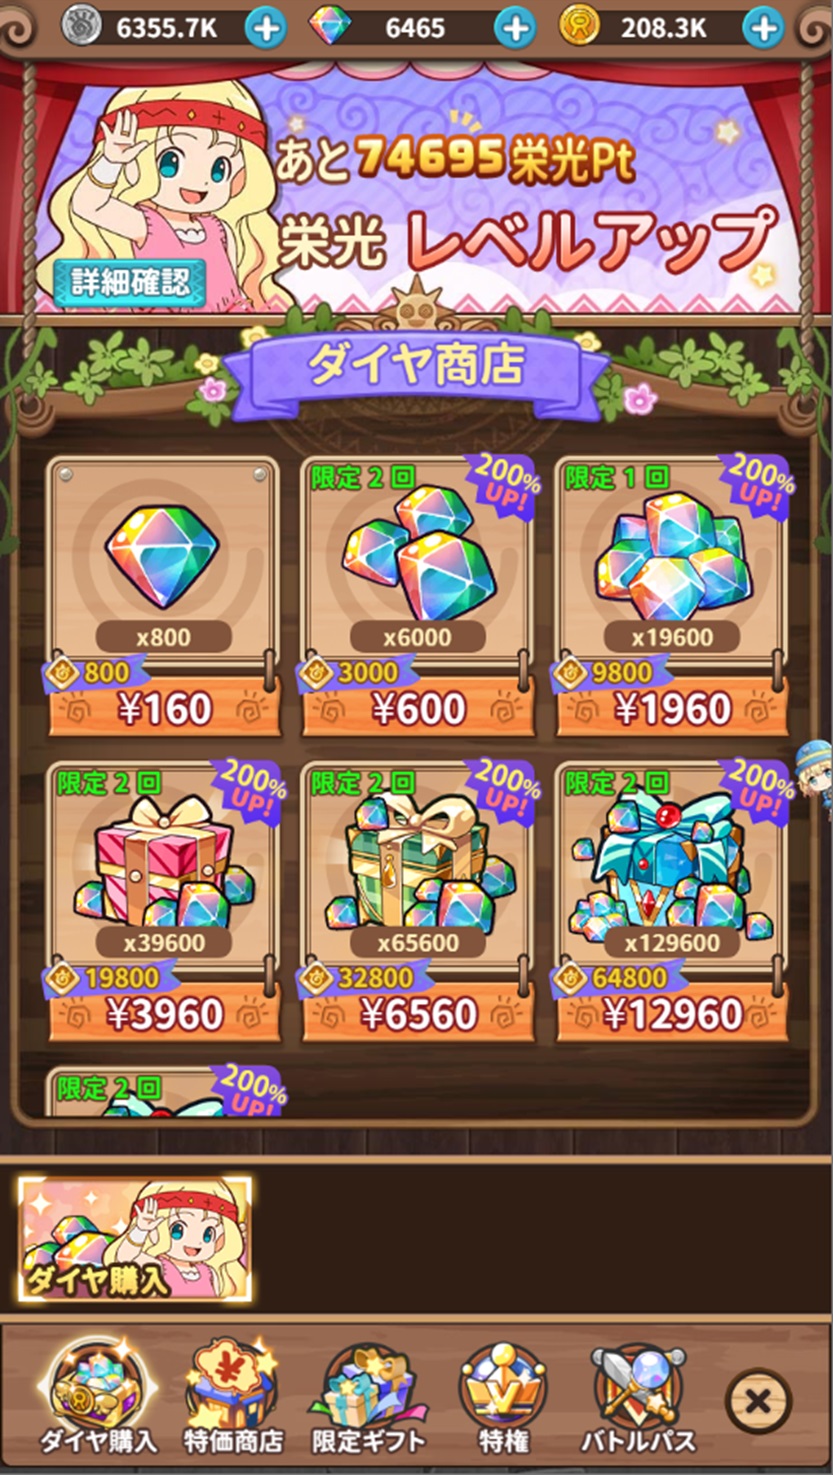 6355.7K
6465
208.3K
あと74695栄光Pt
栄光 レベルアップ
詳細確認
ダイヤ商店
x800
800
¥160
限定2回
200%
UP!
x6000
3000
¥600
限定1回
200%
UP!
x19600
9800
¥1960
限定2回
200%
UP!
x39600
19800
¥3960
限定2回
200%
UP!
x65600
32800
¥6560
限定2回
200%
UP!
x129600
64800
¥12960
限定2回
200%
UP!
ダイヤ購入
ダイヤ購入
特価商店
限定ギフト
特権
バトルパス